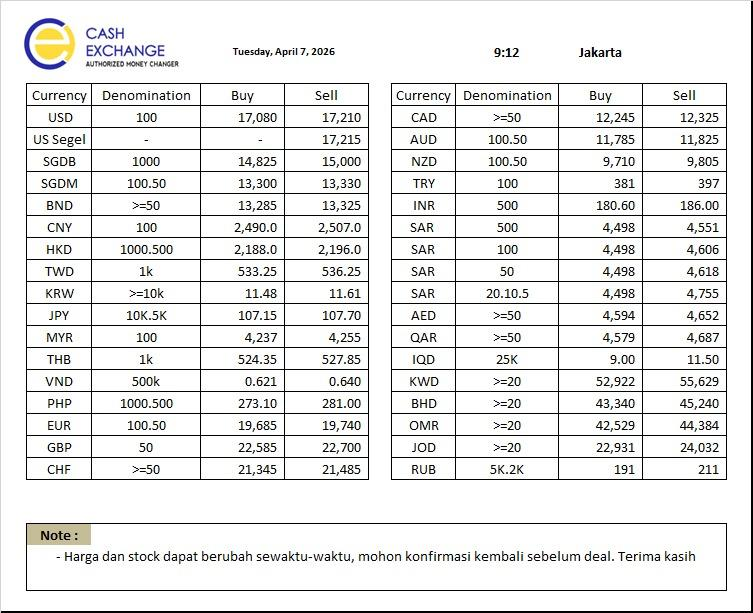 CASH
EXCHANGE
AUTHORIZED MONEY CHANGER
Tuesday, April 7, 2026 9:12 Jakarta
Currency Denomination Buy Sell
USD 100 17,080 17,210
US Segel - - 17,215
SGDB 1000 14,825 15,000
SGDM 100.50 13,300 13,330
BND >=50 13,285 13,325
CNY 100 2,490.0 2,507.0
HKD 1000.500 2,188.0 2,196.0
TWD 1k 533.25 536.25
KRW >=10k 11.48 11.61
JPY 10K.5K 107.15 107.70
MYR 100 4,237 4,255
THB 1k 524.35 527.85
VND 500k 0.621 0.640
PHP 1000.500 273.10 281.00
EUR 100.50 19,685 19,740
GBP 50 22,585 22,700
CHF >=50 21,345 21,485
Currency Denomination Buy Sell
CAD >=50 12,245 12,325
AUD 100.50 11,785 11,825
NZD 100.50 9,710 9,805
TRY 100 381 397
INR 500 180.60 186.00
SAR 500 4,498 4,551
SAR 100 4,498 4,606
SAR 50 4,498 4,618
SAR 20.10.5 4,498 4,755
AED >=50 4,594 4,652
QAR >=50 4,579 4,687
IQD 25K 9.00 11.50
KWD >=20 52,922 55,629
BHD >=20 43,340 45,240
OMR >=20 42,529 44,384
JOD >=20 22,931 24,032
RUB 5K.2K 191 211
Note :
- Harga dan stock dapat berubah sewaktu-waktu, mohon konfirmasi kembali sebelum deal. Terima kasih